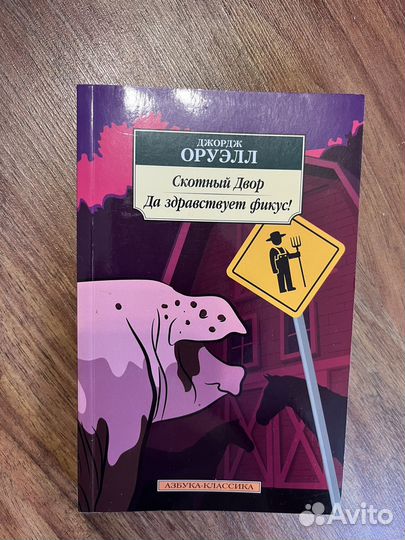 ДЖОРДЖ
ОРУЭЛЛ
Скотный Двор
Да здравствует фикус!
АЗБУКА-КЛАССИКА
Avito